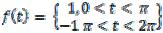 f(t) = { 1, 0 < t < π
-1 π < t < 2π }